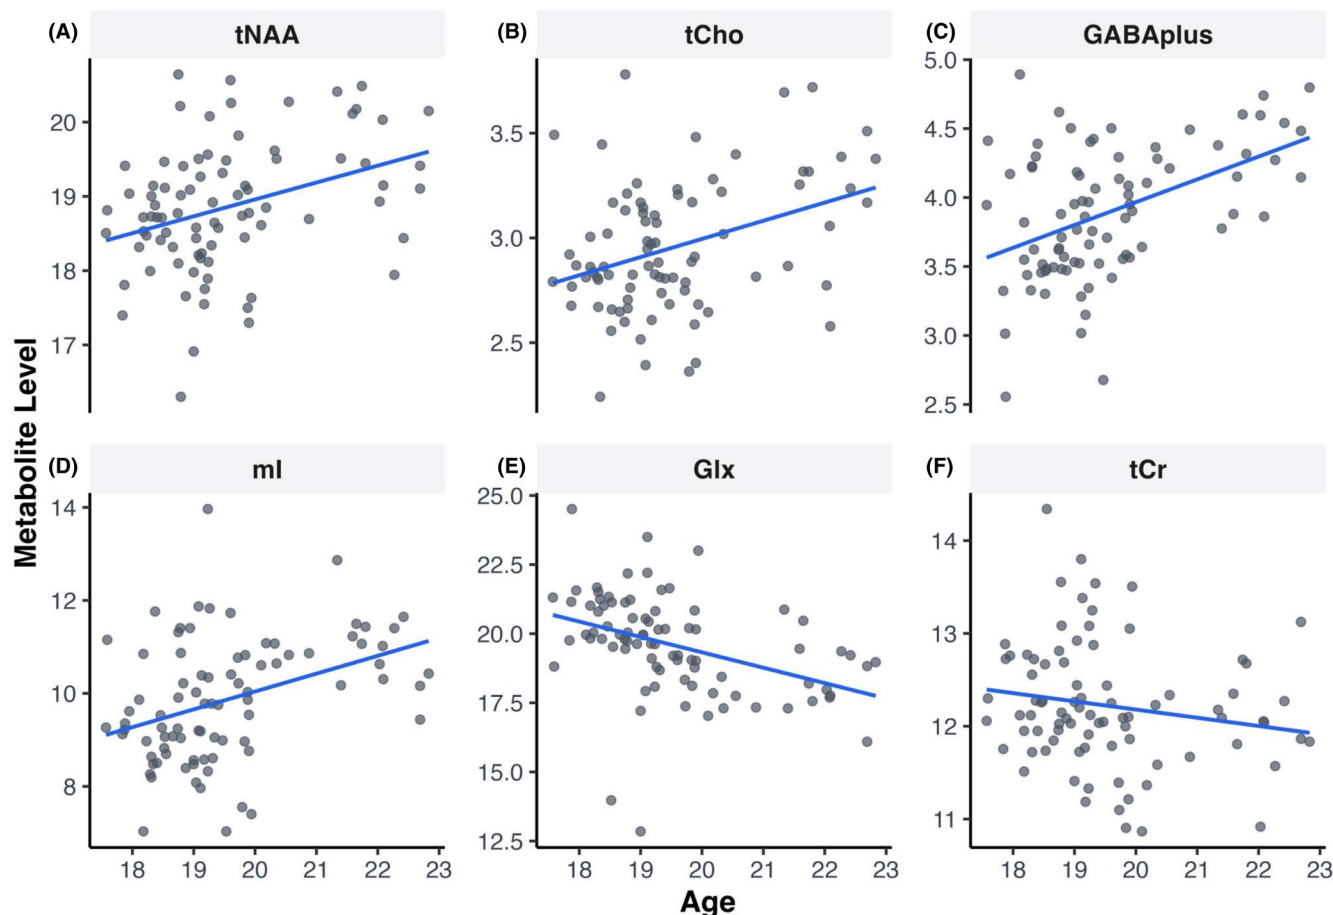 (A) tNAA (B) tCho (C) GABAplus
5.0
20 3.5 4.5
19 4.0
3.0
18 3.5
17 2.5 3.0
2.5
Metabolite Level
(D) mI (E) Glx (F) tCr
14 25.0
14
12 22.5
20.0 13
10
17.5 12
8 15.0
12.5 11
18 19 20 21 22 23 18 19 20 21 22 23 18 19 20 21 22 23
Age